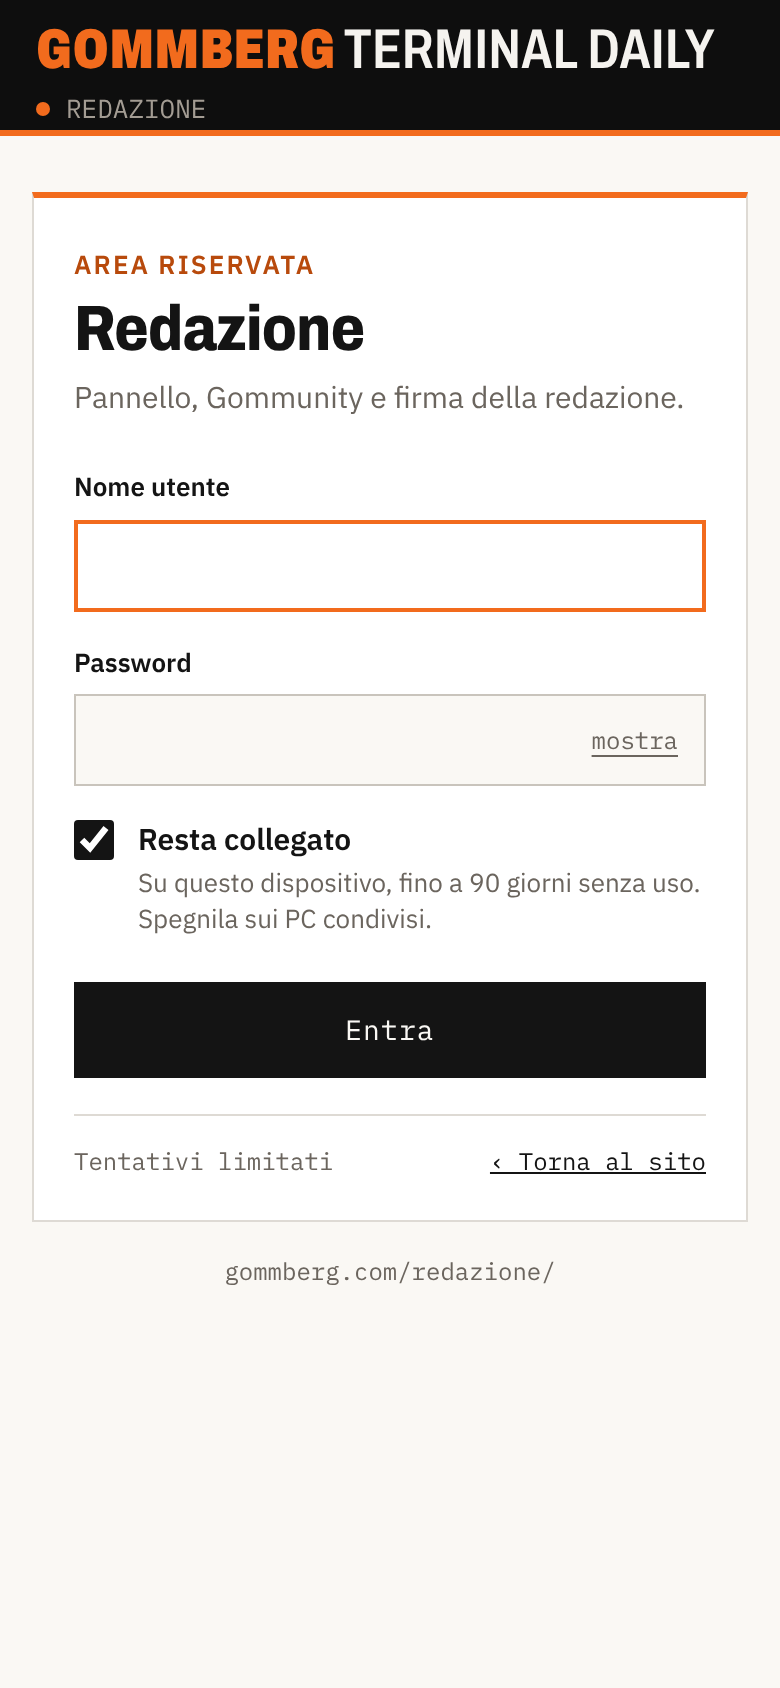 GOMMBERG TERMINAL DAILY
REDAZIONE
AREA RISERVATA
Redazione
Pannello, Gommunity e firma della redazione.
Nome utente
Password
mostra
Resta collegato
Su questo dispositivo, fino a 90 giorni senza uso.
Spegnila sui PC condivisi.
Entra
Tentativi limitati
‹ Torna al sito
gommberg.com/redazione/